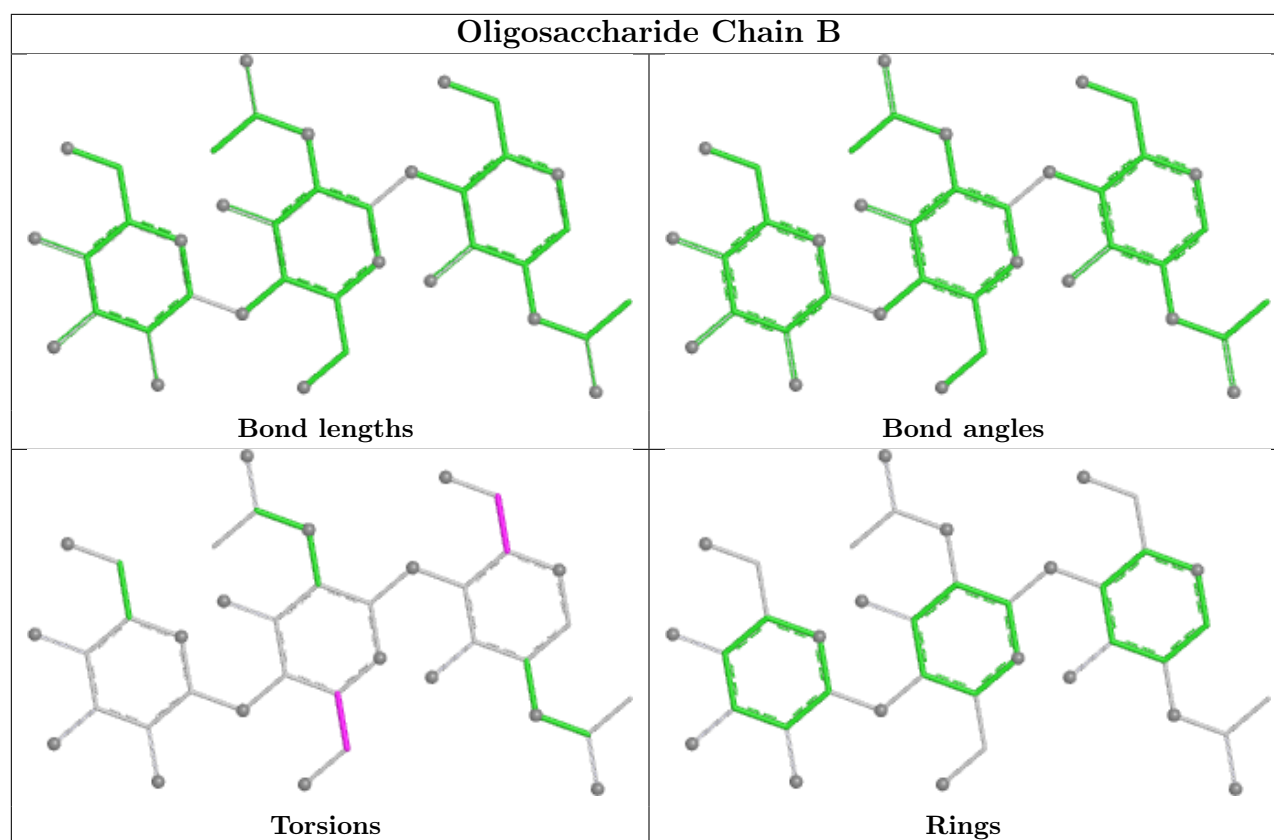 Oligosaccharide Chain B
Bond lengths
Bond angles
Torsions
Rings